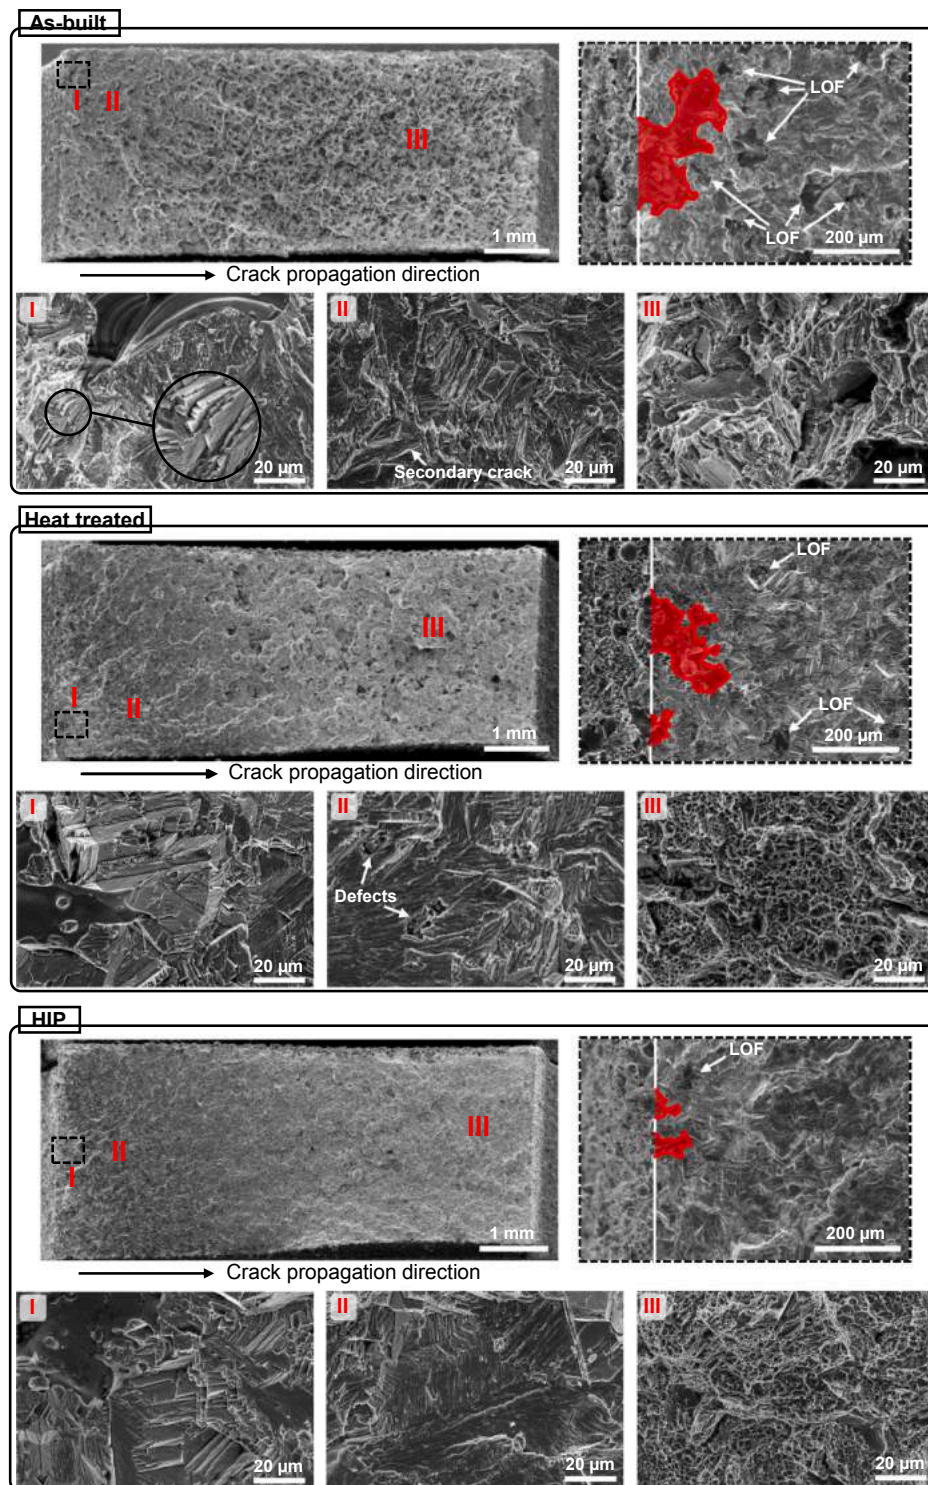 As-built
I
II
III
1 mm
LOF
LOF
200 µm
Crack propagation direction
I
20 µm
II
Secondary crack
20 µm
III
20 µm
Heat treated
I
II
III
1 mm
LOF
LOF
200 µm
Crack propagation direction
I
20 µm
II
Defects
20 µm
III
20 µm
HIP
I
II
III
1 mm
LOF
200 µm
Crack propagation direction
I
20 µm
II
20 µm
III
20 µm